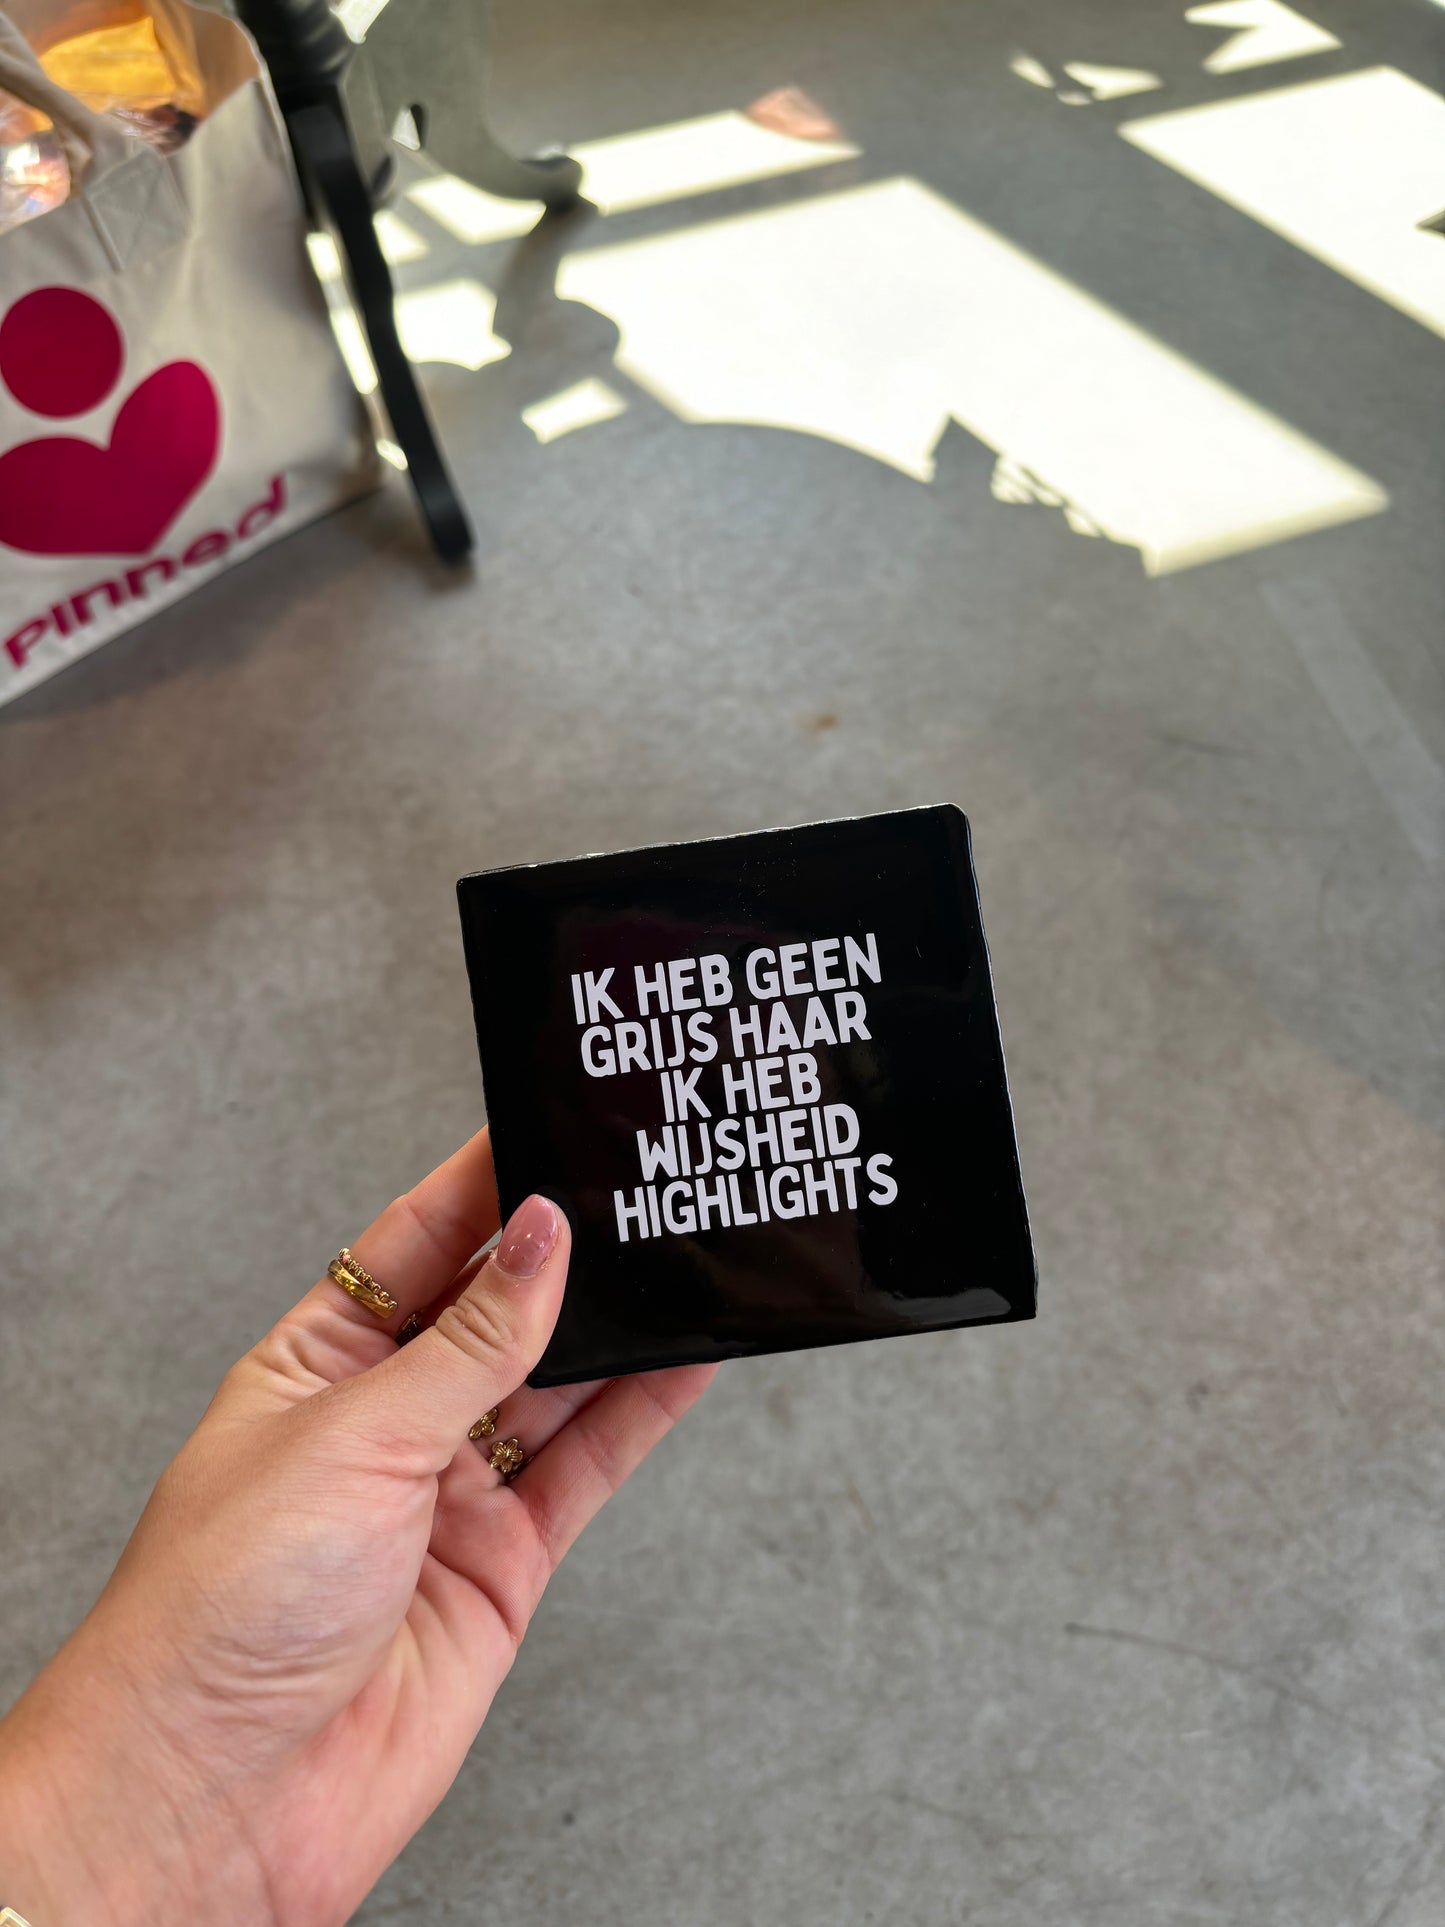 Pinned
IK HEB GEEN
GRIJS HAAR
IK HEB
WIJSHEID
HIGHLIGHTS